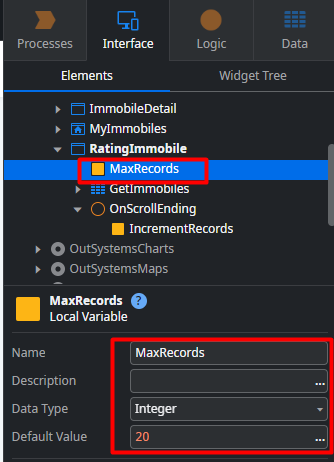 Processes
Interface
Logic
Data
Elements
Widget Tree
ImmobileDetail
MyImmobiles
RatingImmobile
MaxRecords
GetImmobiles
OnScrollEnding
IncrementRecords
OutSystemsCharts
OutSystemsMaps
MaxRecords ?
Local Variable
Name MaxRecords
Description ...
Data Type Integer
Default Value 20 ...